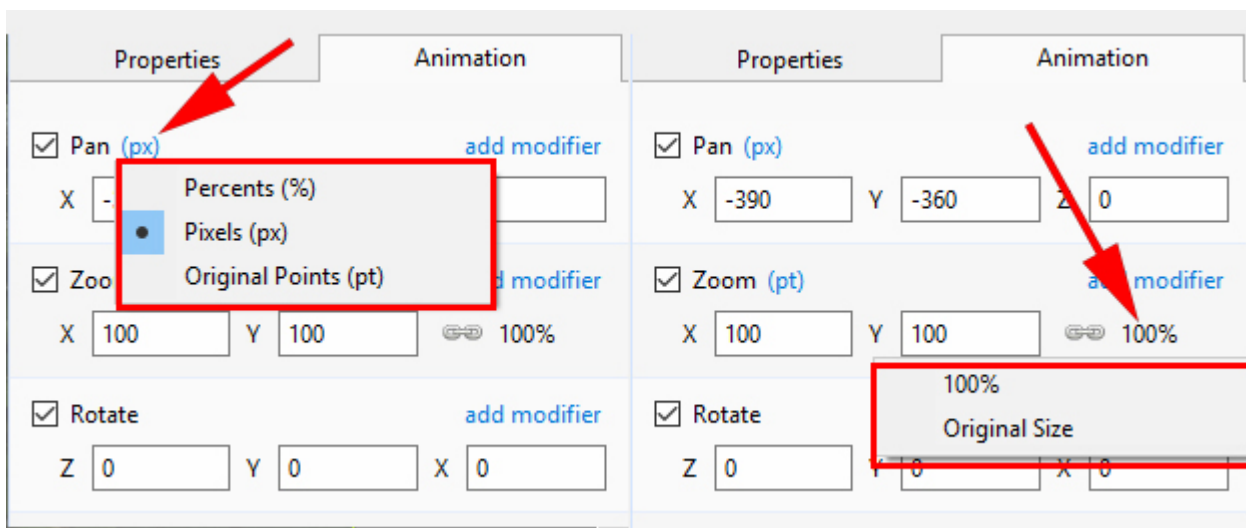 Properties Animation
Pan (px) add modifier
X -.
Percents (%)
Pixels (px)
Original Points (pt)
Zoo d modifier
X 100 Y 100 100%
Rotate add modifier
Z 0 Y 0 X 0
Properties Animation
Pan (px) add modifier
X -390 Y -360 Z 0
Zoom (pt) add modifier
X 100 Y 100 100%
100%
Original Size
Rotate
Z 0 Y 0 X 0